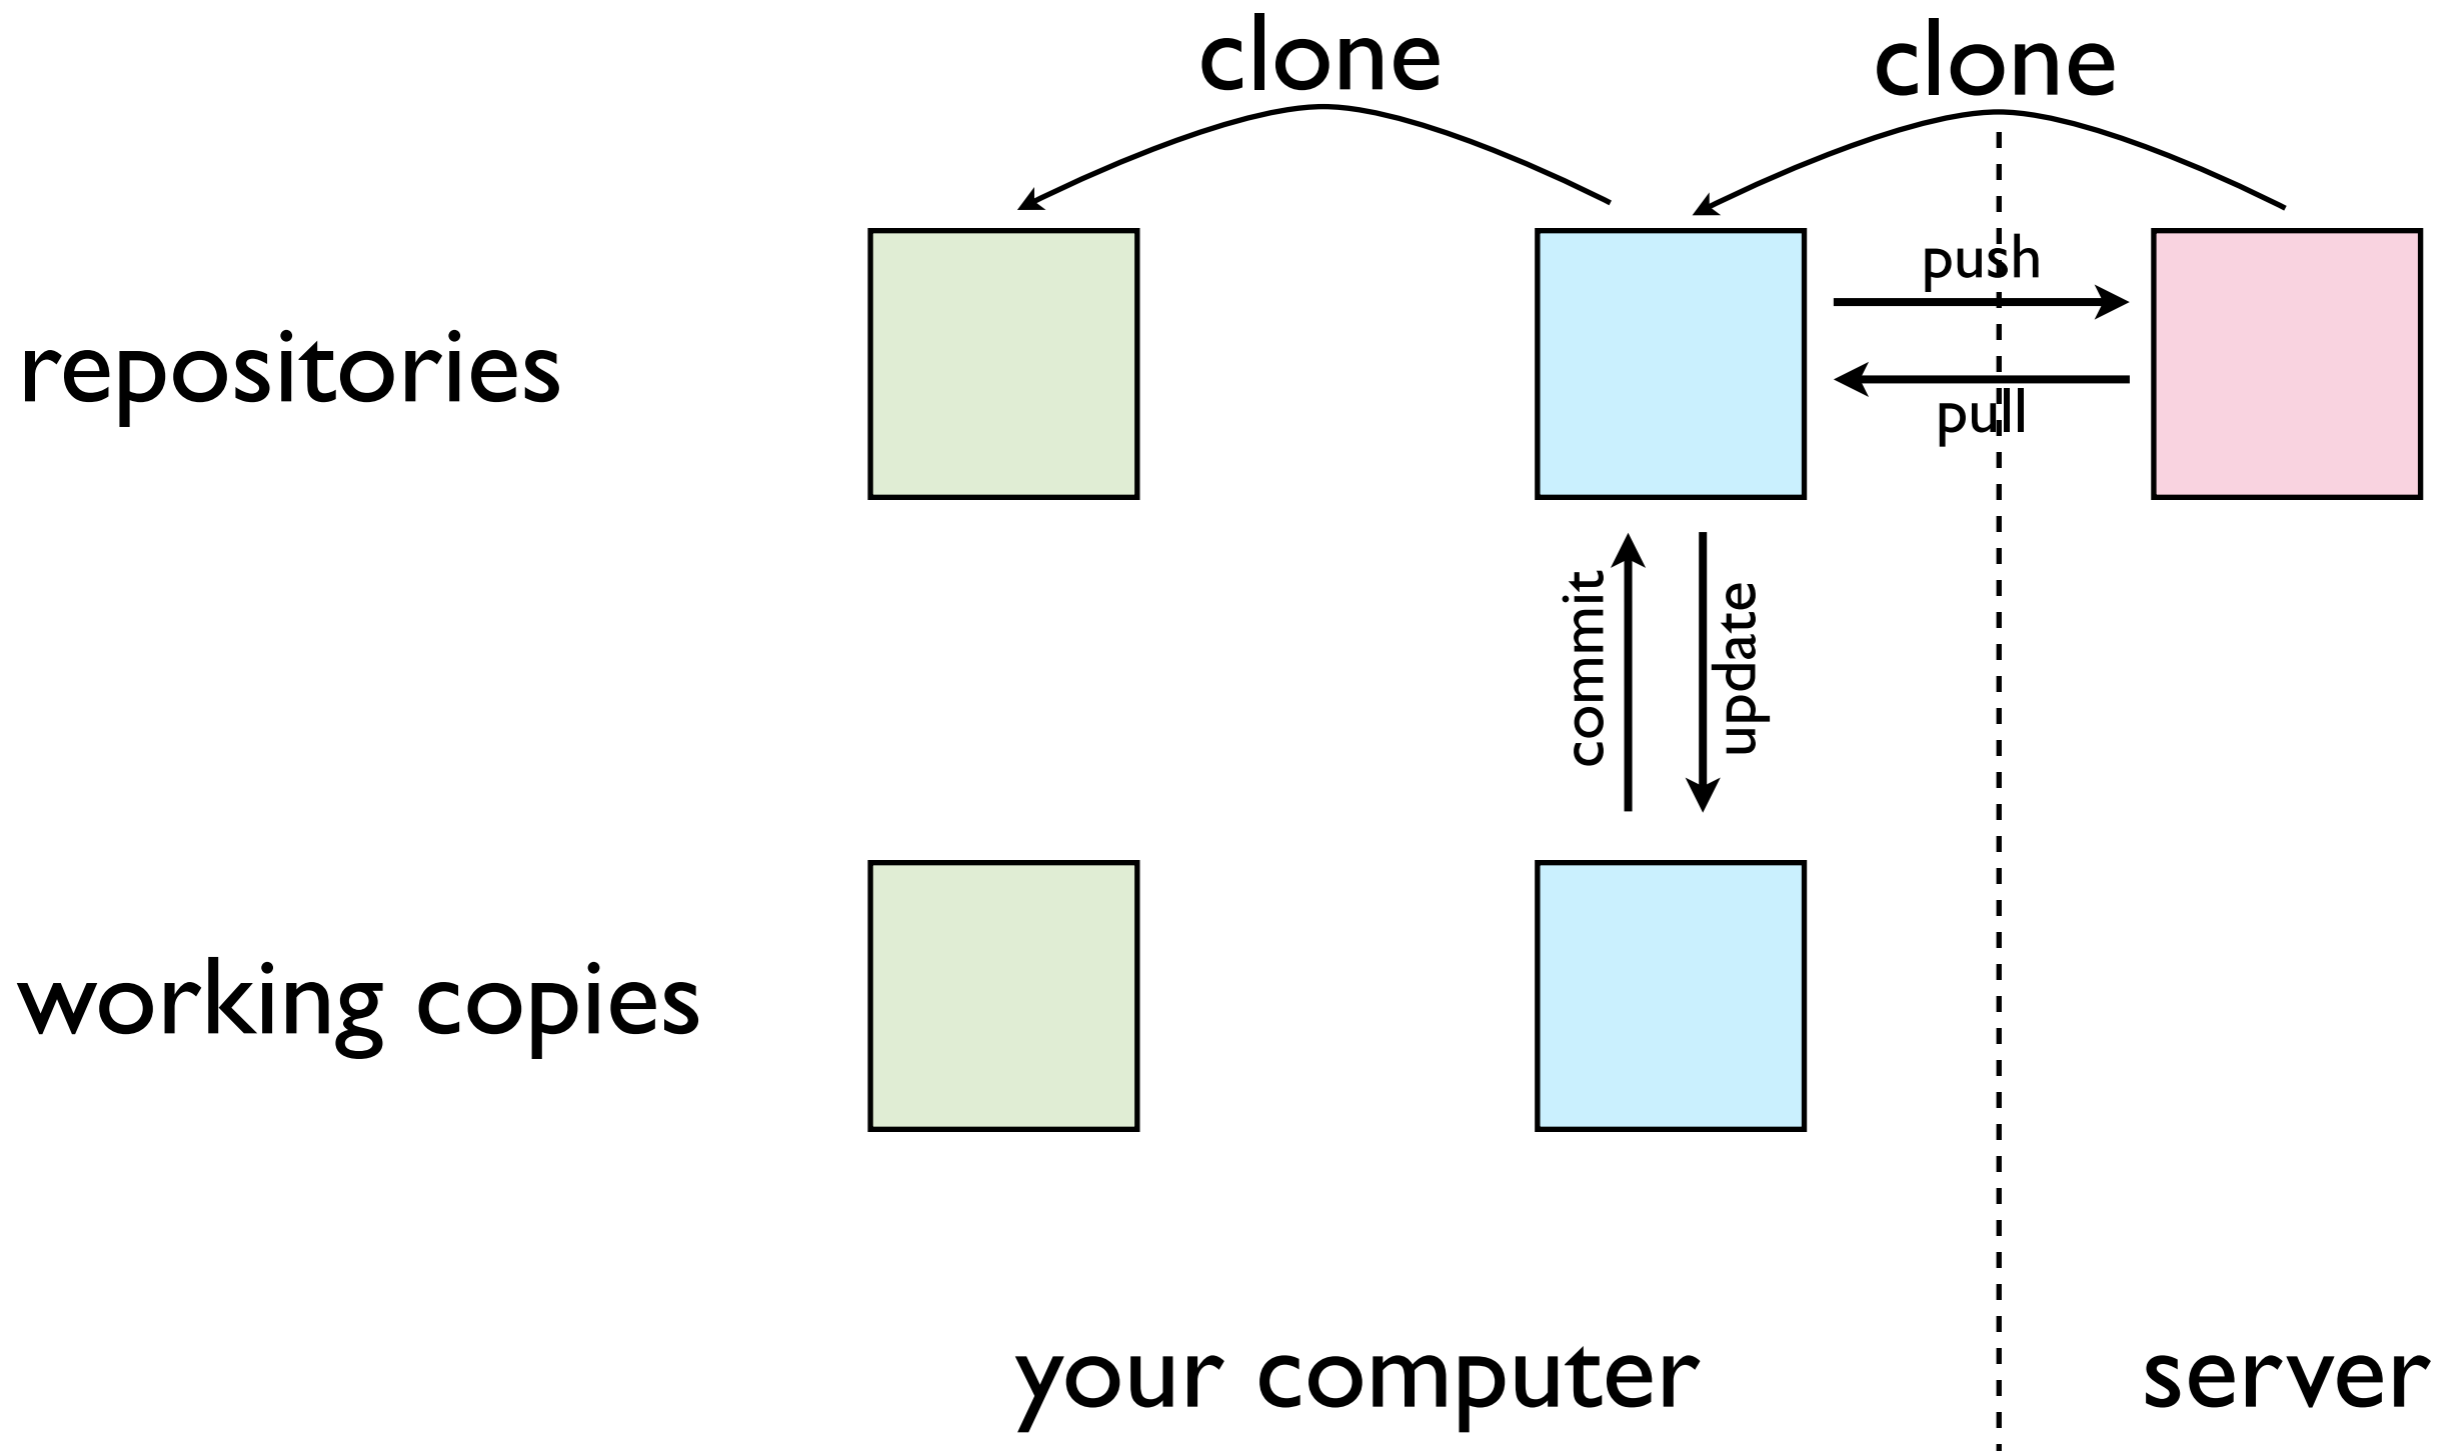 clone
clone
push
repositories
pull
commit
update
working copies
your computer
server